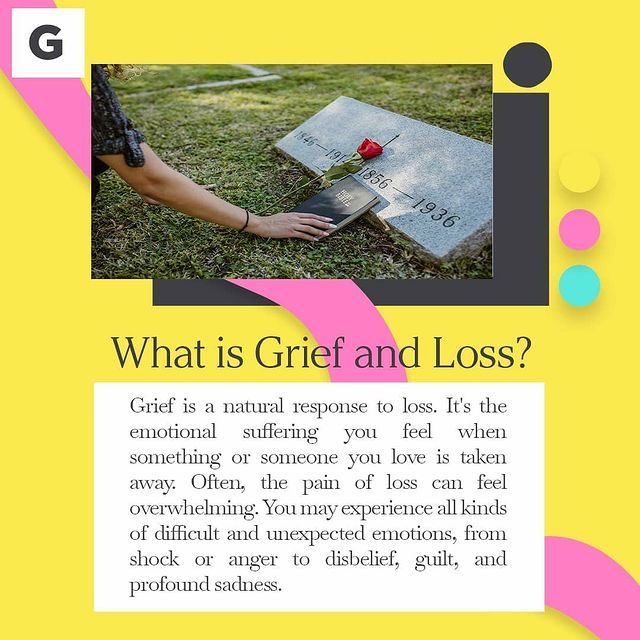 G
1846—191
1856 — 1936
HOLY BIBLE
What is Grief and Loss?
Grief is a natural response to loss. It's the
emotional suffering you feel when
something or someone you love is taken
away. Often, the pain of loss can feel
overwhelming. You may experience all kinds
of difficult and unexpected emotions, from
shock or anger to disbelief, guilt, and
profound sadness.